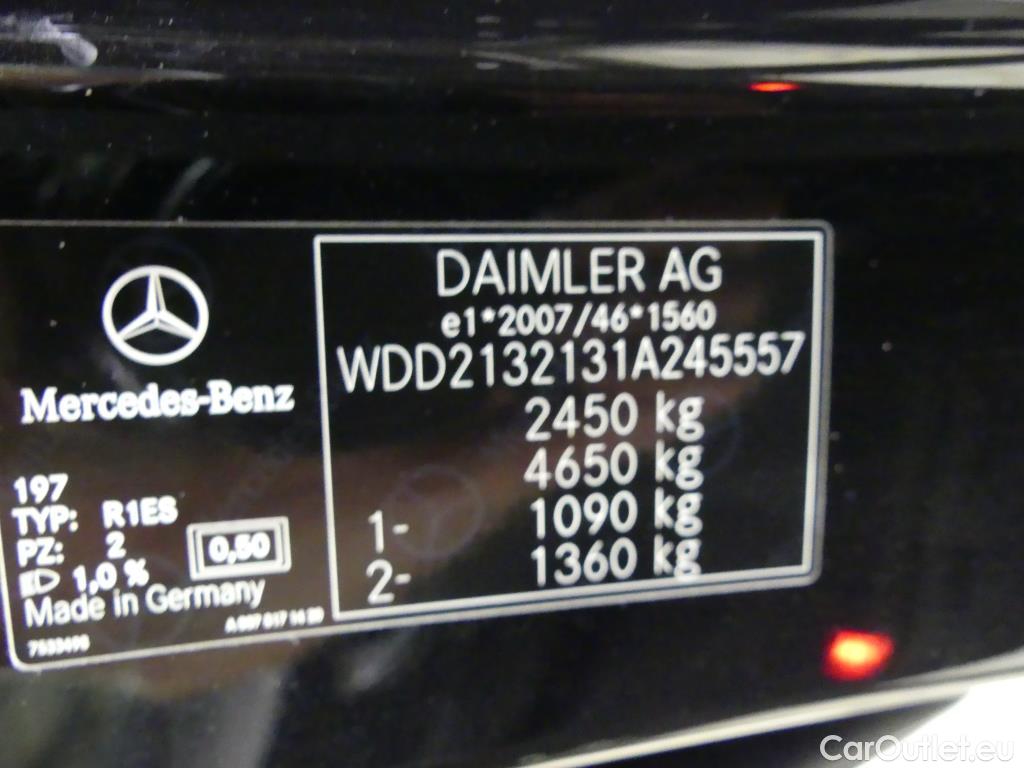 Mercedes-Benz
197
TYP: R1ES
PZ: 2
1,0 %
0,50
Made in Germany
DAIMLER AG
e1*2007/46*1560
WDD2132131A245557
2450 kg
4650 kg
1- 1090 kg
2- 1360 kg
CarOutlet.eu